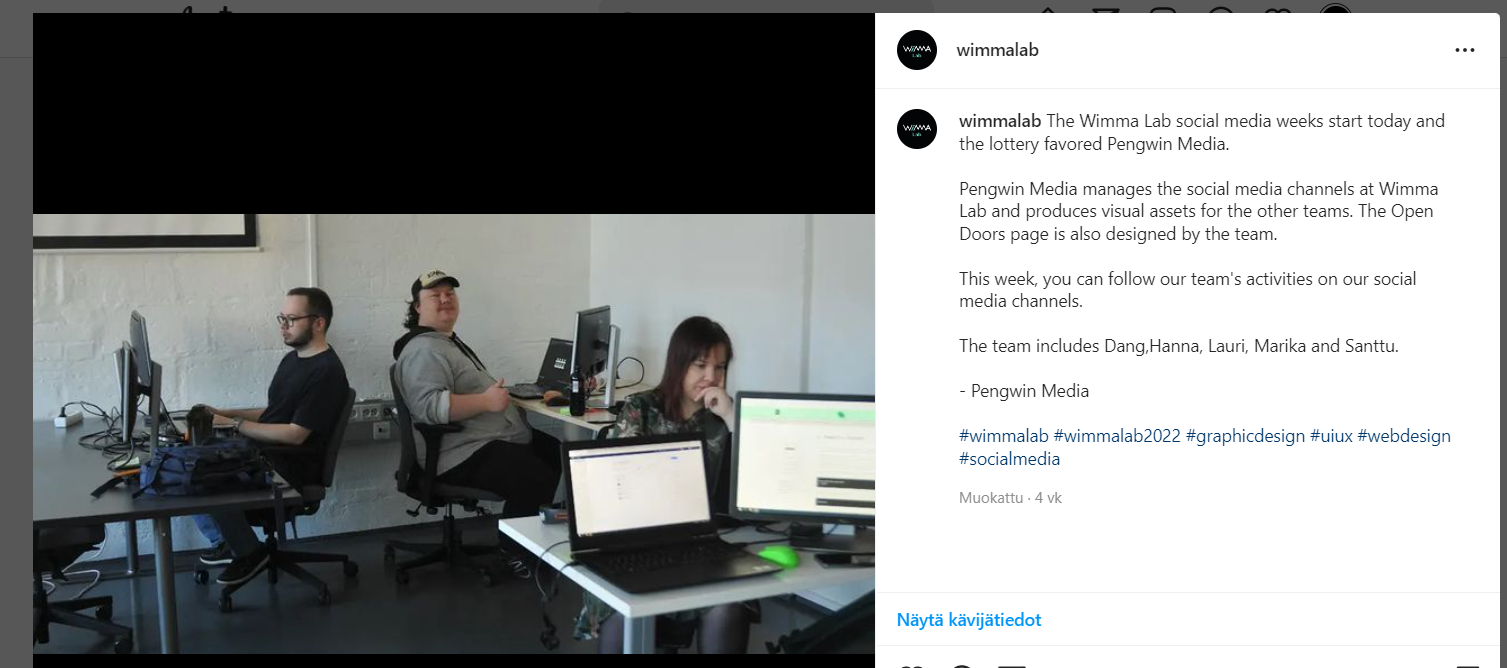 WIMMA
Lab
wimmalab
WIMMA
Lab
wimmalab The Wimma Lab social media weeks start today and
the lottery favored Pengwin Media.
Pengwin Media manages the social media channels at Wimma
Lab and produces visual assets for the other teams. The Open
Doors page is also designed by the team.
This week, you can follow our team's activities on our social
media channels.
The team includes Dang,Hanna, Lauri, Marika and Santtu.
- Pengwin Media
#wimmalab #wimmalab2022 #graphicdesign #uiux #webdesign
#socialmedia
Muokattu · 4 vk
Näytä kävijätiedot